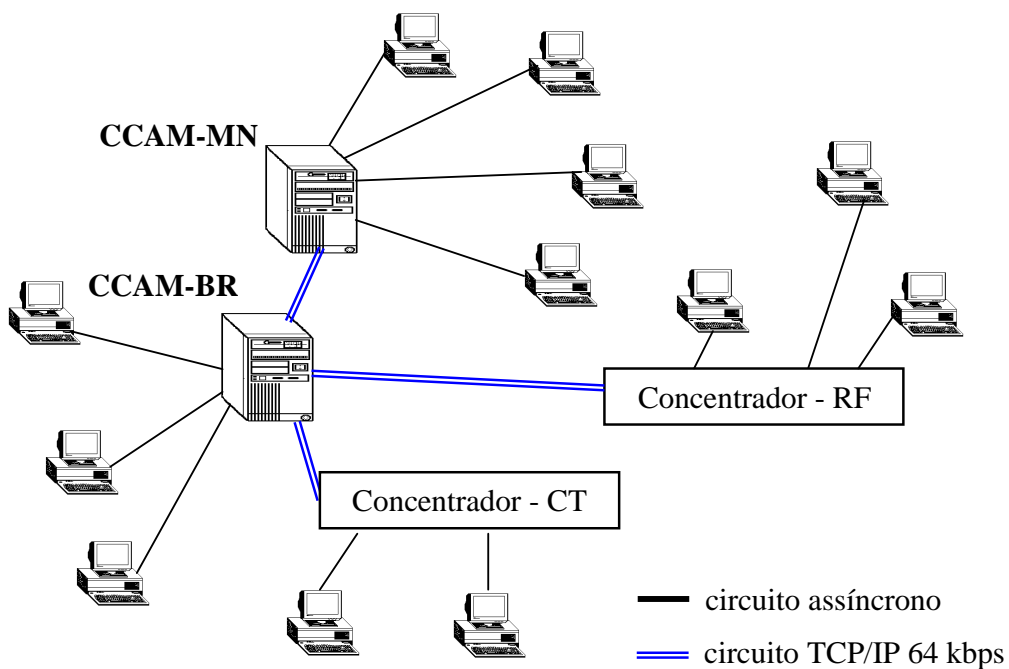 CCAM-MN
CCAM-BR
Concentrador - RF
Concentrador - CT
circuito assíncrono
circuito TCP/IP 64 kbps